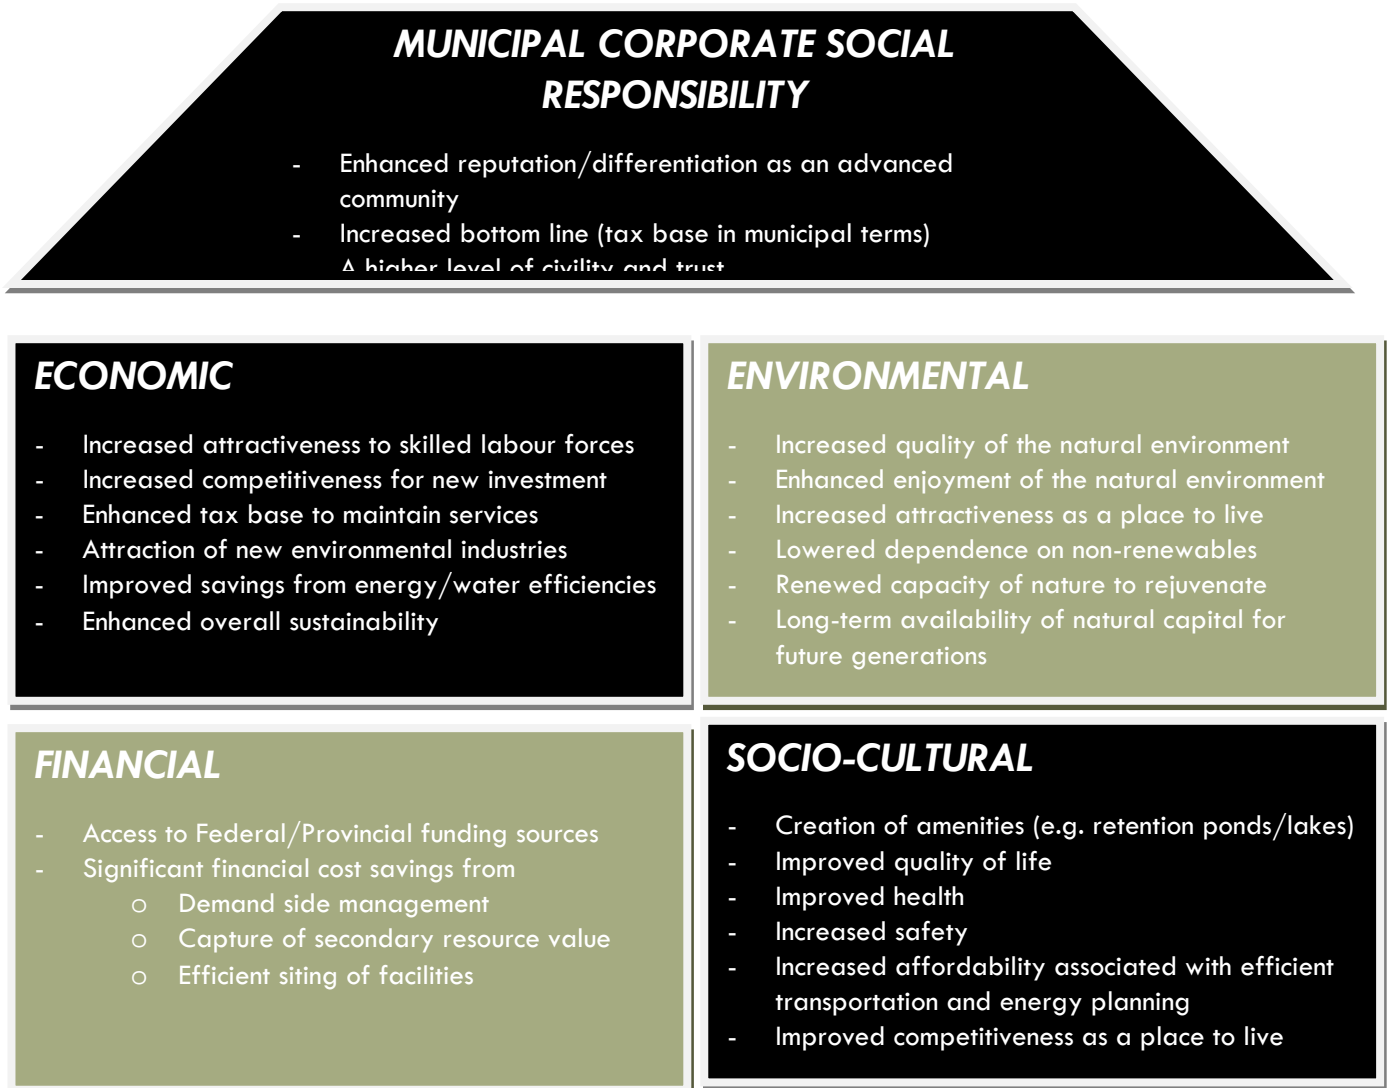 MUNICIPAL CORPORATE SOCIAL
RESPONSIBILITY
- Enhanced reputation/differentiation as an advanced
community
- Increased bottom line (tax base in municipal terms)
A higher level of civility and trust
ECONOMIC
- Increased attractiveness to skilled labour forces
- Increased competitiveness for new investment
- Enhanced tax base to maintain services
- Attraction of new environmental industries
- Improved savings from energy/water efficiencies
- Enhanced overall sustainability
ENVIRONMENTAL
- Increased quality of the natural environment
- Enhanced enjoyment of the natural environment
- Increased attractiveness as a place to live
- Lowered dependence on non-renewables
- Renewed capacity of nature to rejuvenate
- Long-term availability of natural capital for
future generations
FINANCIAL
- Access to Federal/Provincial funding sources
- Significant financial cost savings from
o Demand side management
o Capture of secondary resource value
o Efficient siting of facilities
SOCIO-CULTURAL
- Creation of amenities (e.g. retention ponds/lakes)
- Improved quality of life
- Improved health
- Increased safety
- Increased affordability associated with efficient
transportation and energy planning
- Improved competitiveness as a place to live